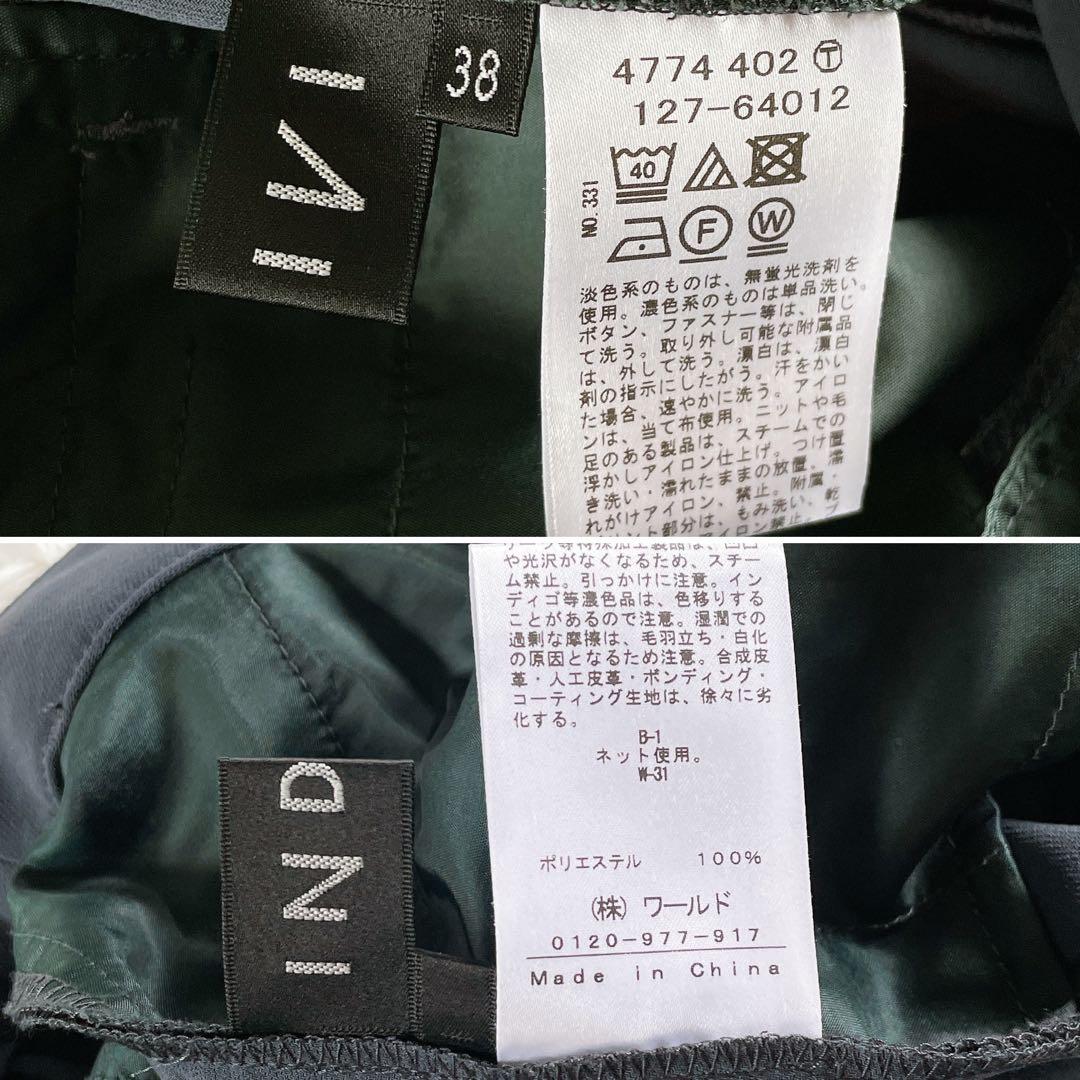 IVI
38
4774 402 Ⓣ
127-64012
40
F
W
NO.331
淡色系のものは、無蛍光洗剤を
使用。濃色系のものは単品洗い。
ボタン、ファスナー等は、閉じ
て洗う。取り外し可能な附属品
は、外して洗う。漂白は、漂白
剤の指示にしたがう。汗をかい
た場合、速やかに洗う。アイロ
ンは、当て布使用。ニットや毛
足のある製品は、スチームでの
浮かしアイロン仕上げ。つけ置
き洗い・濡れたままの放置、濡
れがけアイロン、禁止。附属・
プリント部分は、もみ洗い、乾
や光沢がなくなるため、スチー
ム禁止。引っかけに注意。イン
ディゴ等濃色品は、色移りする
ことがあるので注意。湿潤での
過剰な摩擦は、毛羽立ち・白化
の原因となるため注意。合成皮
革・人工皮革・ボンディング・
コーティング生地は、徐々に劣
化する。
B-1
ネット使用。
W-31
ポリエステル 100%
(株) ワールド
0120-977-917
Made in China
IND